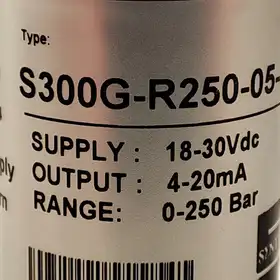 Type:
S300G-R250-05-
SUPPLY : 18-30Vdc
OUTPUT : 4-20mA
RANGE: 0-250 Bar